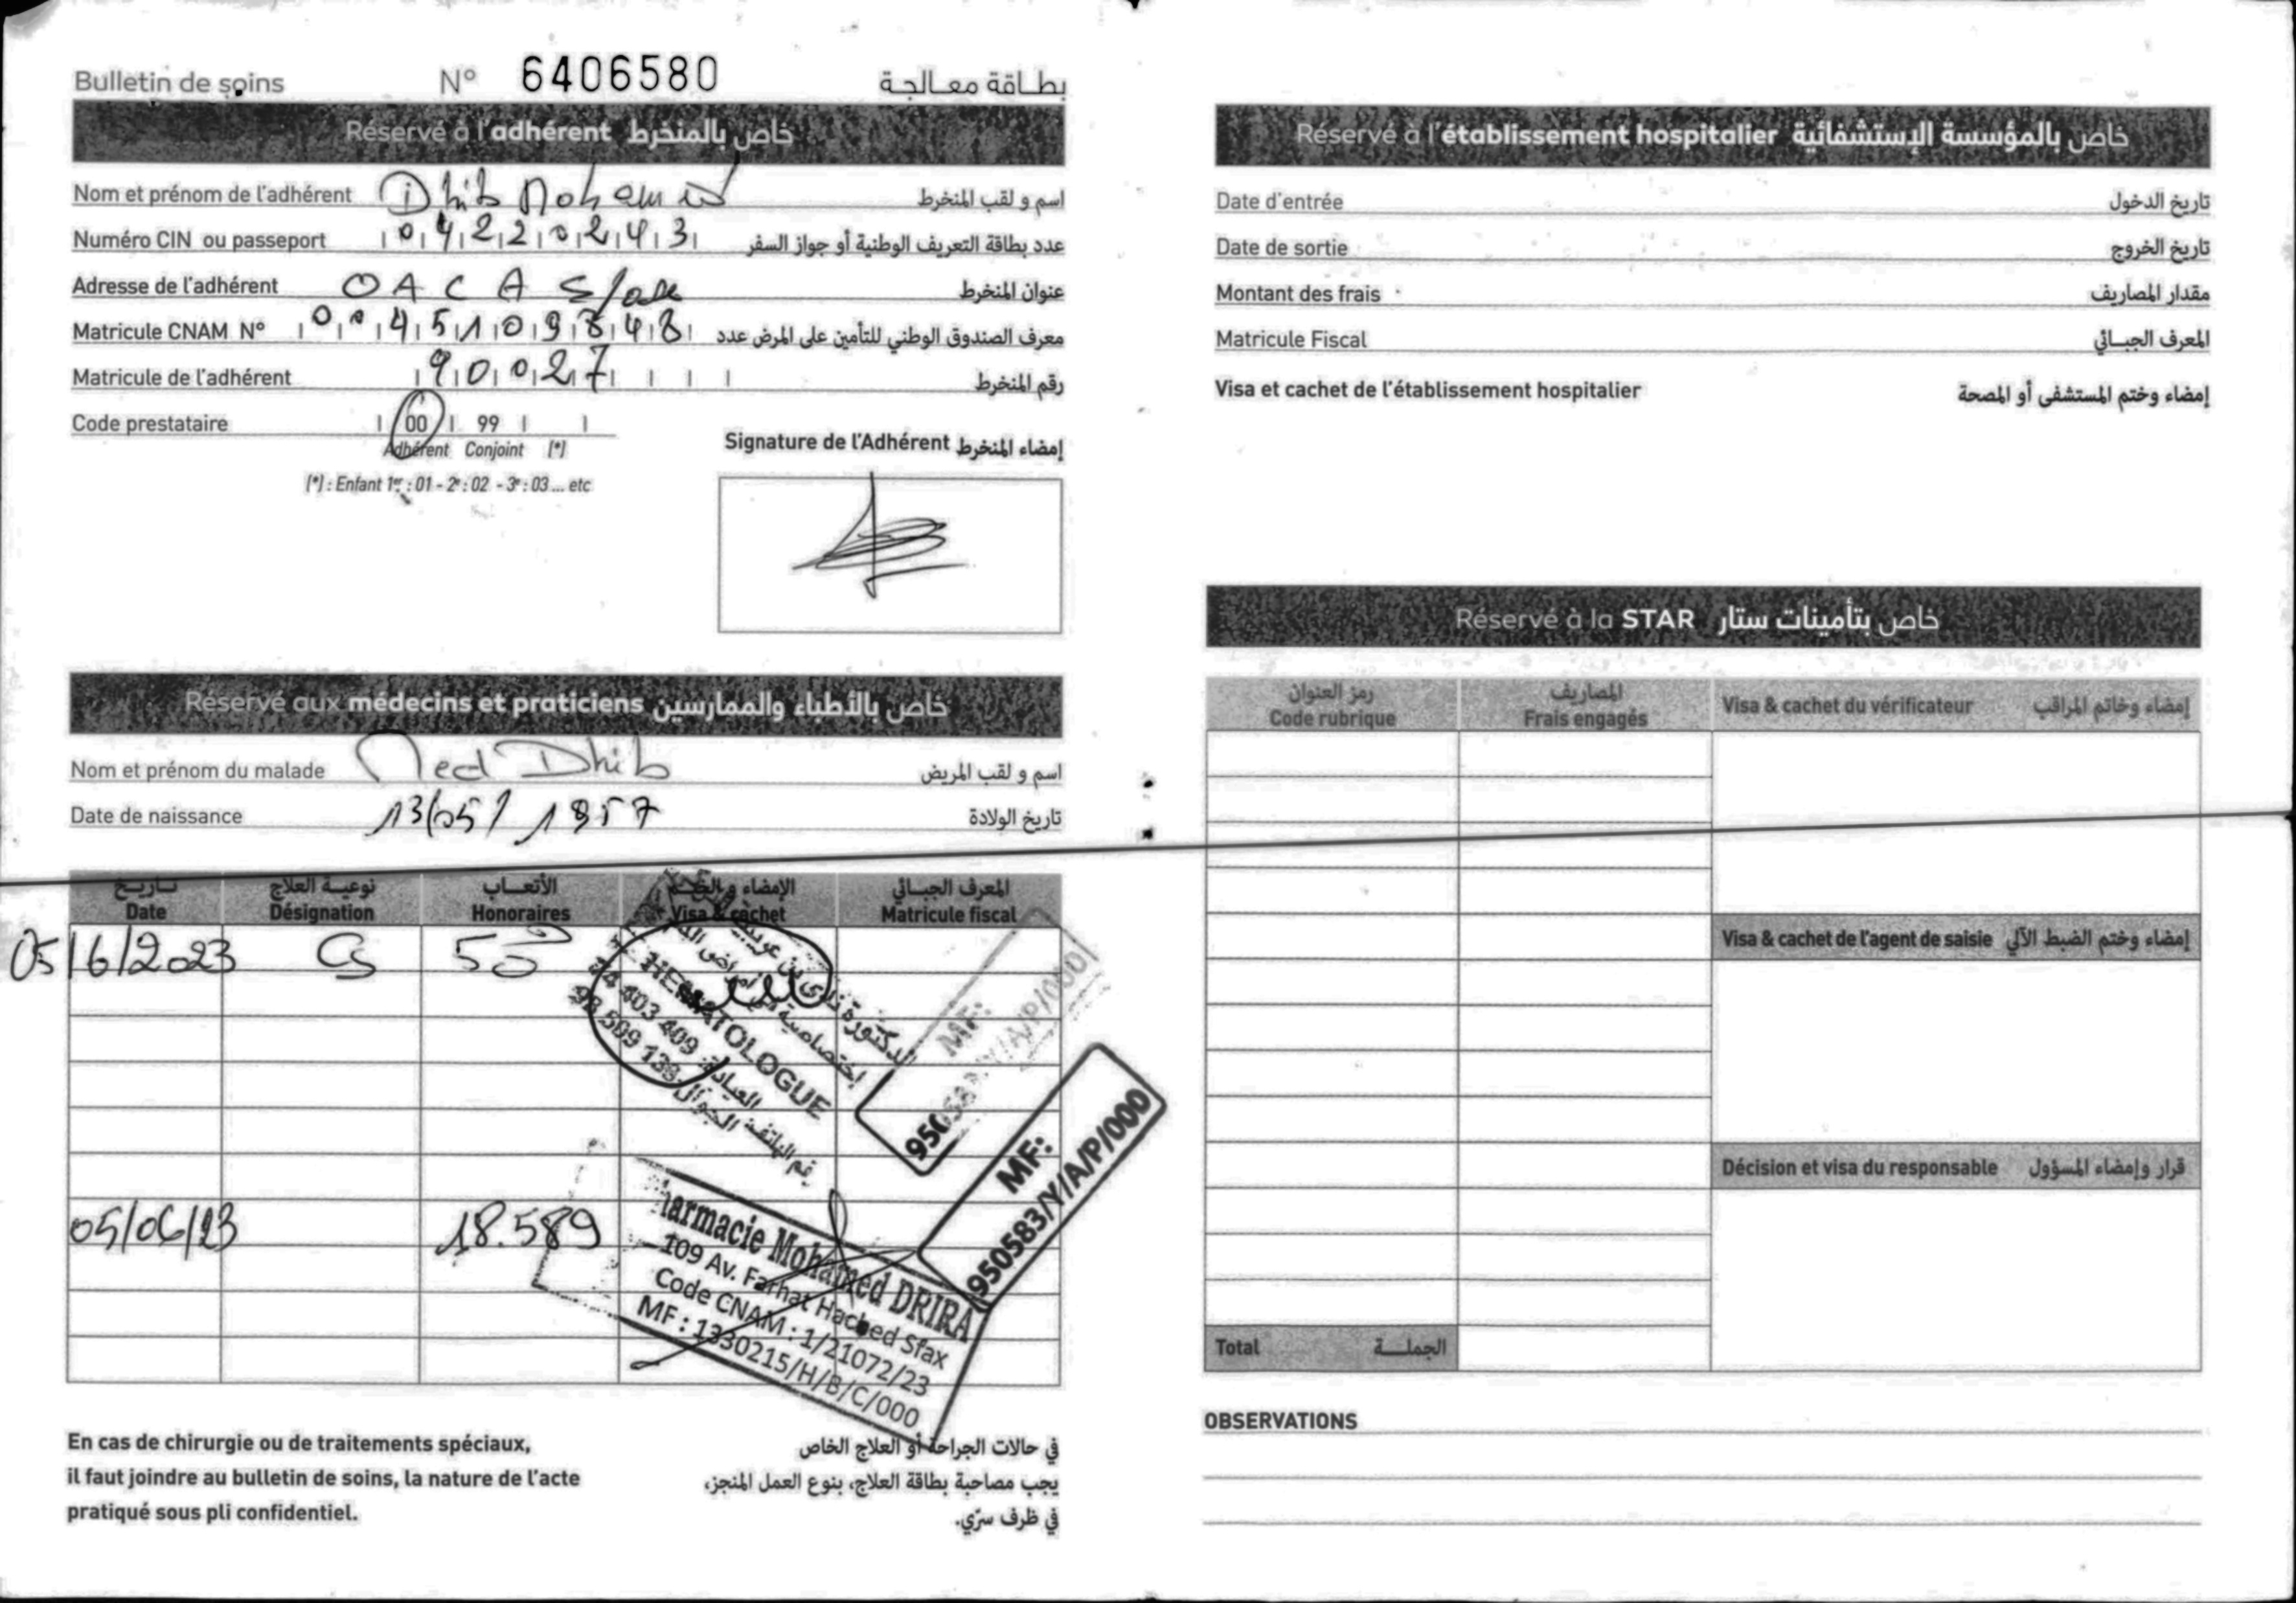 Bulletin de soins N° 6406580 بطاقة معالجة
Réservé à l'adhérent خاص بالمنخرط
Nom et prénom de l'adhérent Dhib Mohamed اسم و لقب المنخرط
Numéro CIN ou passeport 04220243 عدد بطاقة التعريف الوطنية أو جواز السفر
Adresse de l'adhérent OACA Sfax عنوان المنخرط
Matricule CNAM N° معرف الصندوق الوطني للتأمين على المرض عدد
Matricule de l'adhérent 90027 رقم المنخرط
Code prestataire 00 99
Adhérent Conjoint (*)
(*) : Enfant 1er : 01 - 2e : 02 - 3e : 03 ... etc
Signature de l'Adhérent إمضاء المنخرط
Réservé aux médecins et praticiens خاص بالأطباء والممارسين
Nom et prénom du malade Med Dhib اسم و لقب المريض
Date de naissance 13/05/1957 تاريخ الولادة
تاريخ نوعية العلاج الأتعاب الإمضاء و الختم المعرف الجبائي
Date Désignation Honoraires Visa & cachet Matricule fiscal
05/6/2023 CS 50
إختصاصية في أمراض الدم
HEMATOLOGUE
رقم الهاتف العيادة: 74 403 409
الجوال: 98 509 138
MF:
950583/Y/A/P/000
MF:
950583/Y/A/P/000
05/06/23 18.589
Pharmacie Mohamed DRIRA
109 Av. Farhat Hached Sfax
Code CNAM : 1/21072/23
MF : 1330215/H/B/C/000
En cas de chirurgie ou de traitements spéciaux,
il faut joindre au bulletin de soins, la nature de l'acte
pratiqué sous pli confidentiel.
في حالات الجراحة أو العلاج الخاص
يجب مصاحبة بطاقة العلاج، بنوع العمل المنجز،
في ظرف سرّي.
Réservé à l'établissement hospitalier خاص بالمؤسسة الإستشفائية
Date d'entrée تاريخ الدخول
Date de sortie تاريخ الخروج
Montant des frais مقدار المصاريف
Matricule Fiscal المعرف الجبائي
Visa et cachet de l'établissement hospitalier إمضاء وختم المستشفى أو المصحة
Réservé à la STAR خاص بتأمينات ستار
رمز العنوان المصاريف
Code rubrique Frais engagés Visa & cachet du vérificateur إمضاء وخاتم المراقب
Visa & cachet de l'agent de saisie إمضاء وختم الضبط الآلي
Décision et visa du responsable قرار وإمضاء المسؤول
Total الجملة
OBSERVATIONS